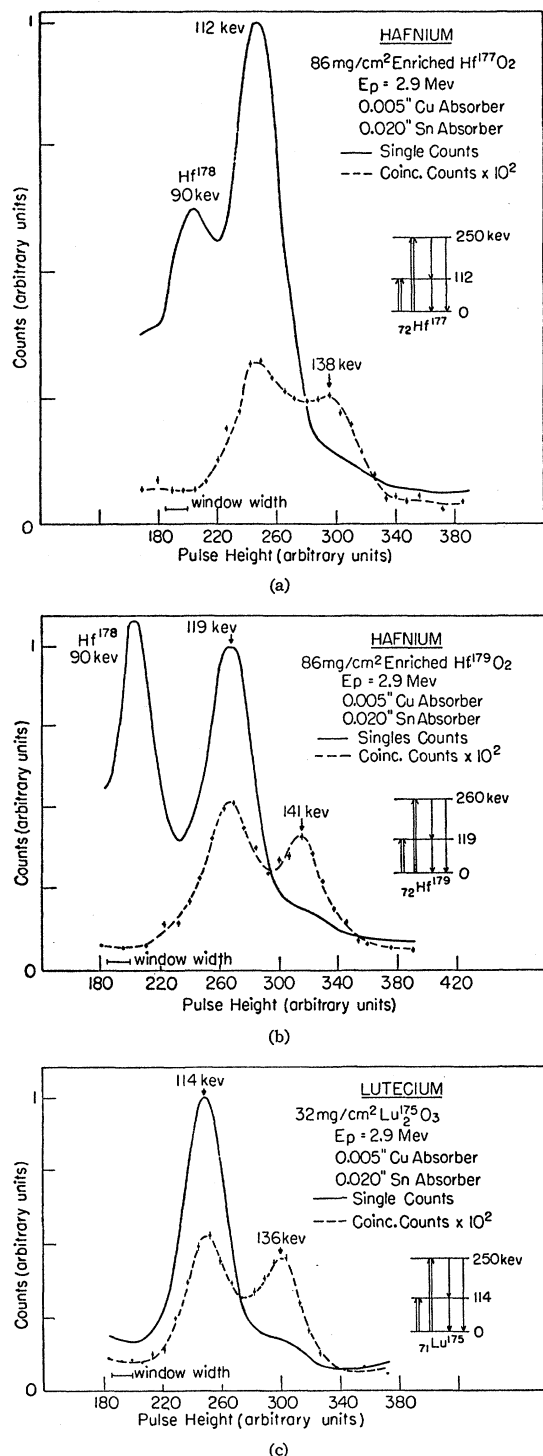 112 kev
HAFNIUM
86 mg/cm² Enriched Hf¹⁷⁷O₂
Ep = 2.9 Mev
0.005" Cu Absorber
0.020" Sn Absorber
Single Counts
Coinc. Counts x 10²
Hf¹⁷⁸
90 kev
250 kev
112
0
₇₂Hf¹⁷⁷
138 kev
window width
1
0
Counts (arbitrary units)
180 220 260 300 340 380
Pulse Height (arbitrary units)
(a)
Hf¹⁷⁸
90 kev
119 kev
HAFNIUM
86mg/cm² Enriched Hf¹⁷⁹O₂
Ep = 2.9 Mev
0.005" Cu Absorber
0.020" Sn Absorber
Singles Counts
Coinc. Counts x 10²
260 kev
119
0
₇₂Hf¹⁷⁹
141 kev
window width
1
0
Counts (arbitrary units)
180 220 260 300 340 380 420
Pulse Height (arbitrary units)
(b)
114 kev
LUTECIUM
32 mg/cm² Lu₂¹⁷⁵O₃
Ep = 2.9 Mev
0.005" Cu Absorber
0.020" Sn Absorber
Single Counts
Coinc. Counts x 10²
136 kev
250 kev
114
0
₇₁Lu¹⁷⁵
window width
1
0
Counts (arbitrary units)
180 220 260 300 340 380
Pulse Height (arbitrary units)
(c)